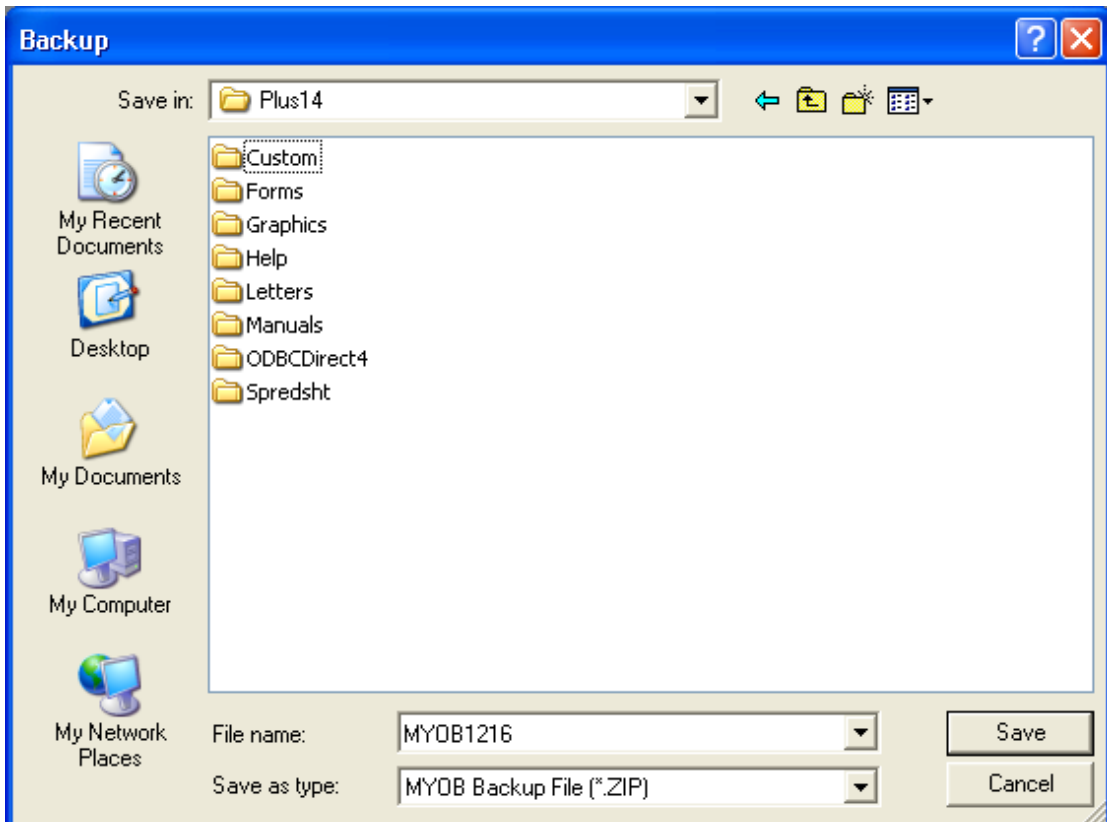 Backup
Save in: Plus14
My Recent
Documents
Desktop
My Documents
My Computer
My Network
Places
Custom
Forms
Graphics
Help
Letters
Manuals
ODBCDirect4
Spredsht
File name: MYOB1216 Save
Save as type: MYOB Backup File (*.ZIP) Cancel